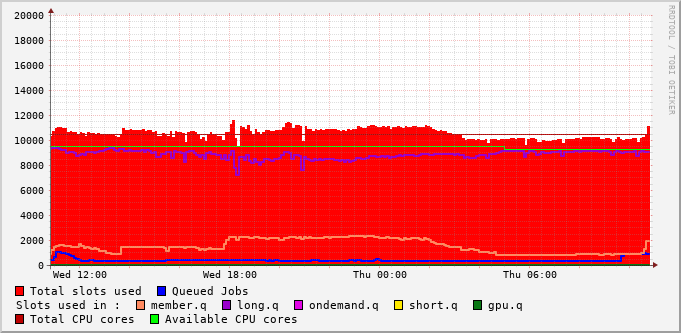 20000
18000
16000
14000
12000
10000
8000
6000
4000
2000
0
Wed 12:00 Wed 18:00 Thu 00:00 Thu 06:00
RRDTOOL / TOBI OETIKER
Total slots used Queued Jobs
Slots used in : member.q long.q ondemand.q short.q gpu.q
Total CPU cores Available CPU cores